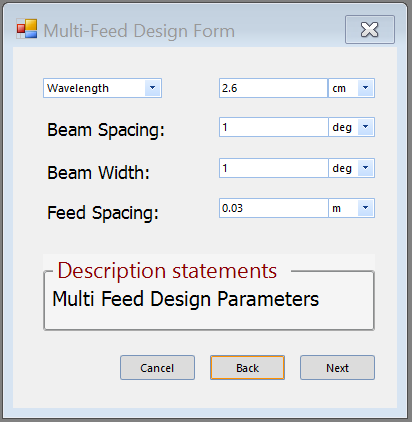 Multi-Feed Design Form
Wavelength 2.6 cm
Beam Spacing: 1 deg
Beam Width: 1 deg
Feed Spacing: 0.03 m
Description statements
Multi Feed Design Parameters
Cancel Back Next